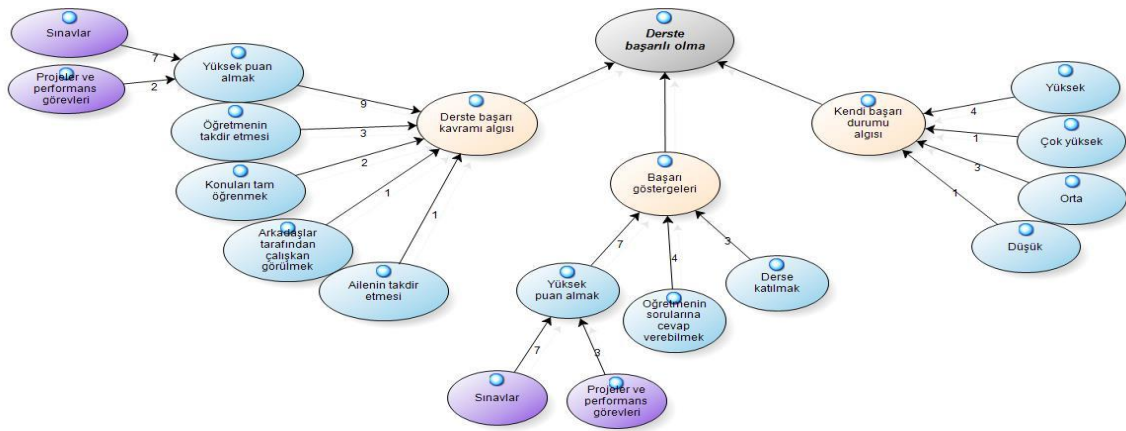 Derste
başarılı olma
Sınavlar
7
Projeler ve
performans
görevleri
2
Yüksek puan
almak
9
Öğretmenin
takdir etmesi
3
Konuları tam
öğrenmek
2
Arkadaşlar
tarafından
çalışkan
görülmek
1
Ailenin takdir
etmesi
1
Derste başarı
kavramı algısı
Başarı
göstergeleri
Yüksek
puan almak
7
Öğretmenin
sorularına
cevap
verebilmek
4
Derse
katılmak
3
Sınavlar
7
Projeler ve
performans
görevleri
3
Kendi başarı
durumu
algısı
Yüksek
4
Çok yüksek
1
Orta
3
Düşük
1